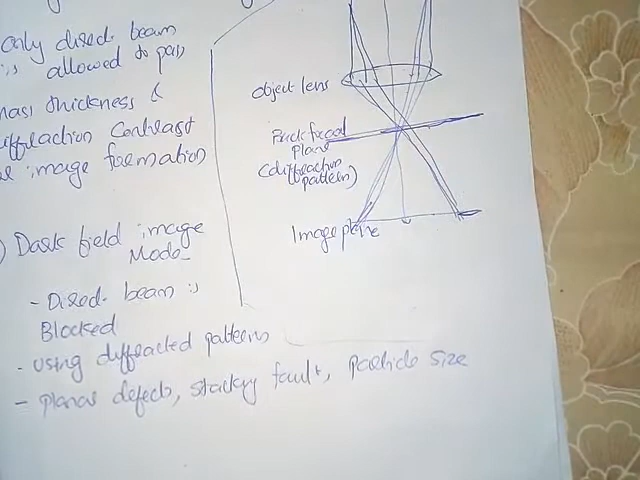 only direct beam
is allowed to pass
mass thickness &
diffraction contrast
image formation
Dark field image
Mode
- Direct beam is
Blocked
- using diffracted patterns
- planar defects, stacking fault, particle size
object lens
Back focal
plane
(diffraction
pattern)
Image plane